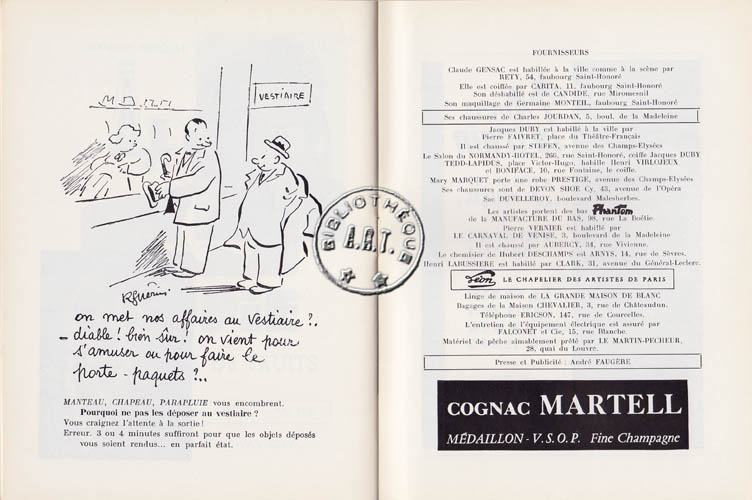 VESTIAIRE
R. Guérin
on met nos affaires au vestiaire ?..
_ diable ! bien sûr ! on vient pour
s'amuser ou pour faire le
porte-paquets ?..
MANTEAU, CHAPEAU, PARAPLUIE vous encombrent.
Pourquoi ne pas les déposer au vestiaire ?
Vous craignez l'attente à la sortie !
Erreur. 3 ou 4 minutes suffiront pour que les objets déposés
vous soient rendus... en parfait état.
BIBLIOTHÈQUE
A.R.T.
FOURNISSEURS
Claude GENSAC est habillée à la ville comme à la scène par
RETY, 54, faubourg Saint-Honoré
Elle est coiffée par CARITA, 11, faubourg Saint-Honoré
Son déshabillé est de CANDIDE, rue Miromesnil
Son maquillage de Germaine MONTEIL, faubourg Saint-Honoré
Ses chaussures de Charles JOURDAN, 5, boul. de la Madeleine
Jacques DUBY est habillé à la ville par
Pierre FAIVRET, place du Théâtre-Français
Il est chaussé par STEFEN, avenue des Champs-Elysées
Le Salon du NORMANDY-HOTEL, 266, rue Saint-Honoré, coiffe Jacques DUBY
TEDD-LAPIDUS, place Victor-Hugo, habille Henri VIRLOJEUX
et BONIFACE, 10, rue Fontaine, le coiffe.
Mary MARQUET porte une robe PRESTIGE, avenue des Champs-Elysées
Ses chaussures sont de DEVON SHOE Cy, 43, avenue de l'Opéra
Sac DUVELLEROY, boulevard Malesherbes.
Les artistes portent des bas Phantom
de la MANUFACTURE DU BAS, 98, rue La Boëtie.
Pierre VERNIER est habillé par
LE CARNAVAL DE VENISE, 3, boulevard de la Madeleine
Il est chaussé par AUBERCY, 34, rue Vivienne.
Le chemisier de Hubert DESCHAMPS est ARNYS, 14, rue de Sèvres.
Henri LABUSSIERE est habillé par CLARK, 31, avenue du Général-Leclerc.
Léon LE CHAPELIER DES ARTISTES DE PARIS
Linge de maison de LA GRANDE MAISON DE BLANC
Bagages de la Maison CHEVALIER, 3, rue de Châteaudun.
Téléphone ERICSON, 147, rue de Courcelles.
L'entretien de l'équipement électrique est assuré par
FALCONET et Cie, 15, rue Blanche.
Matériel de pêche aimablement prêté par LE MARTIN-PECHEUR,
28, quai du Louvre.
Presse et Publicité : André FAUGÈRE
COGNAC MARTELL
MÉDAILLON - V.S.O.P. Fine Champagne